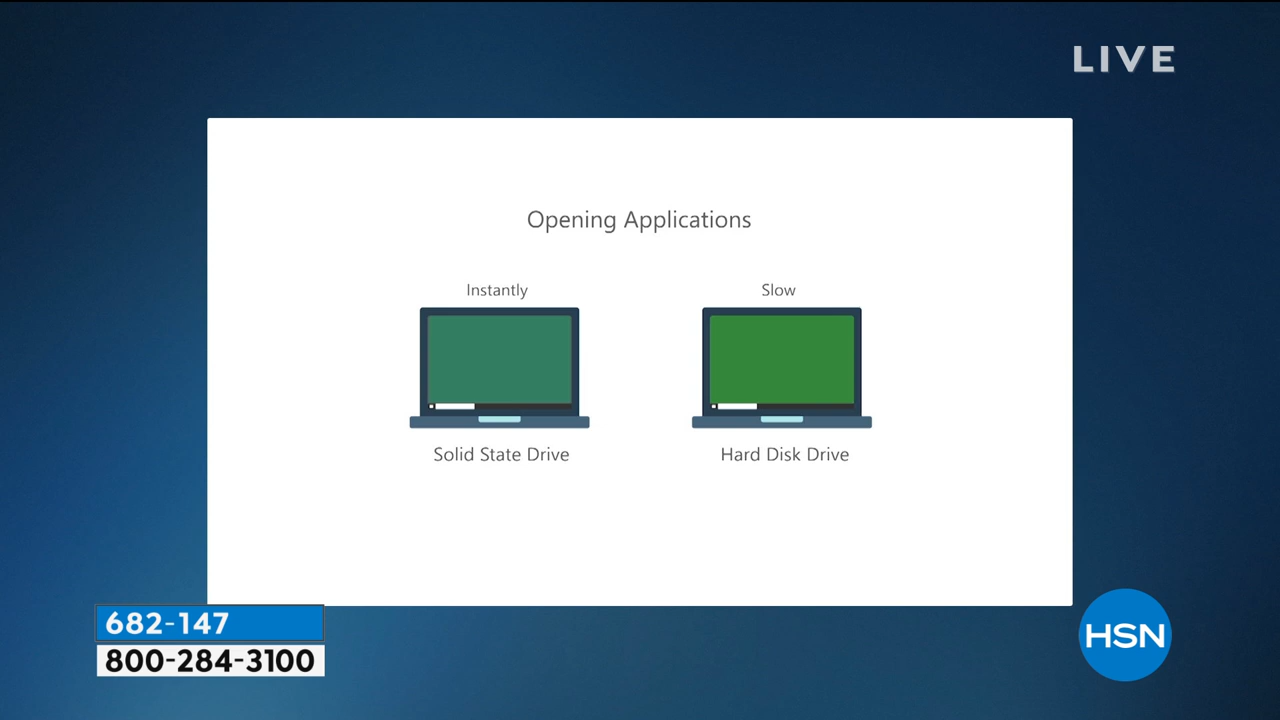 LIVE
Opening Applications
Instantly
Slow
Solid State Drive
Hard Disk Drive
682-147
800-284-3100
HSN